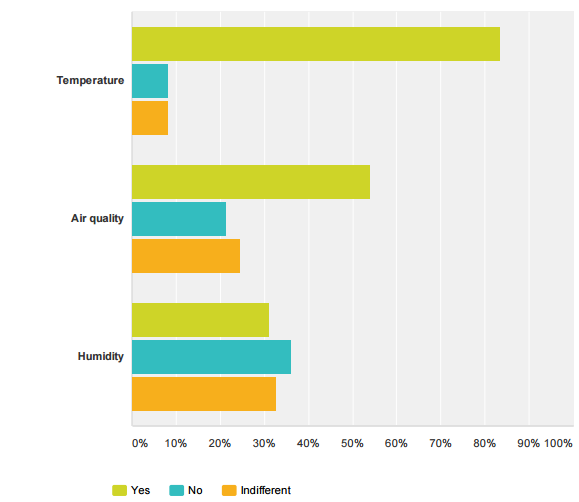 Temperature
Air quality
Humidity
0% 10% 20% 30% 40% 50% 60% 70% 80% 90% 100%
Yes No Indifferent